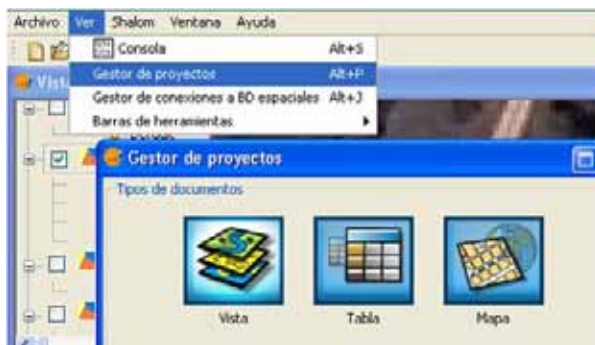 Archivo Ver Shalom Ventana Ayuda
Consola Alt+S
Gestor de proyectos Alt+P
Gestor de conexiones a BD espaciales Alt+J
Barras de herramientas
Gestor de proyectos
Tipos de documentos
Vista Tabla Mapa